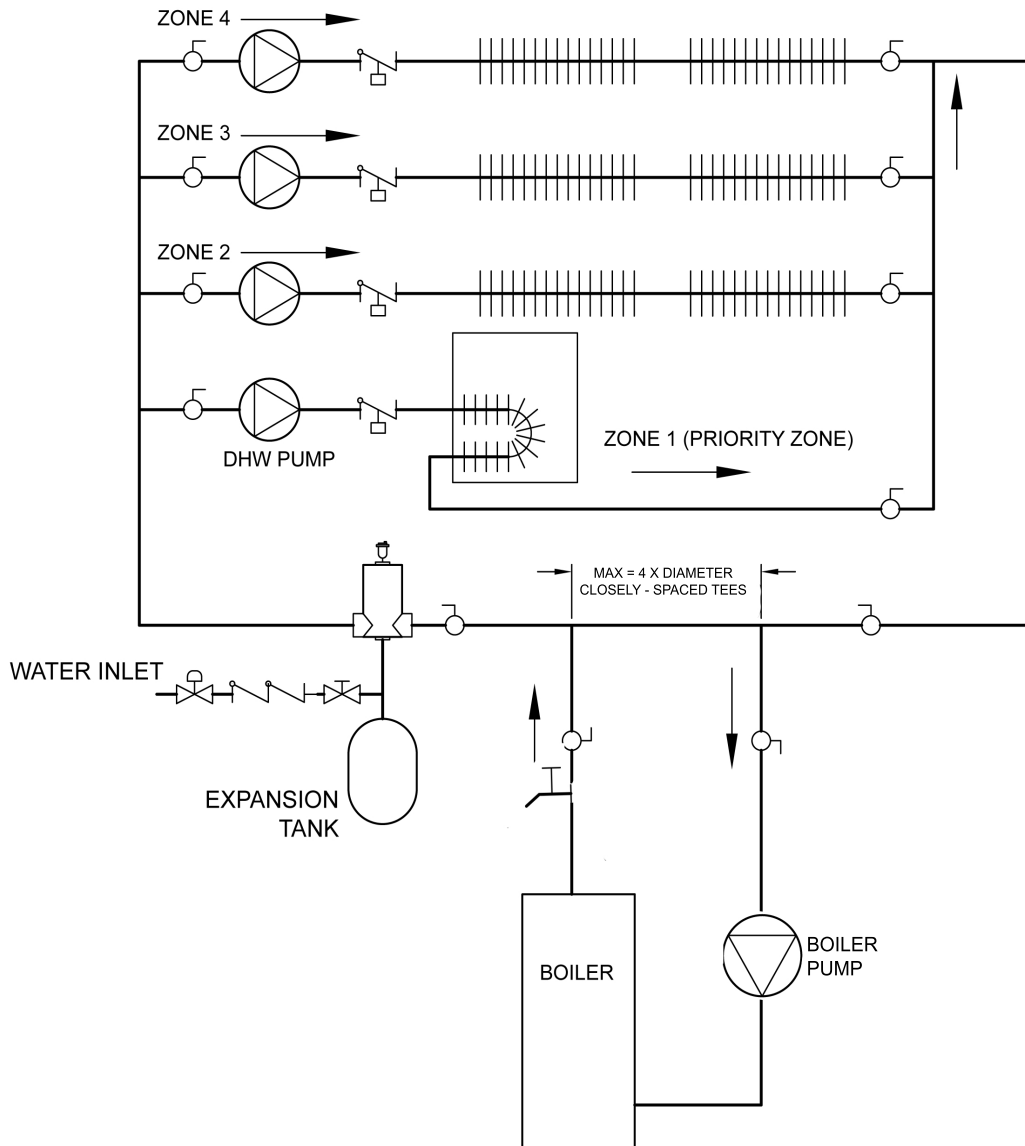 ZONE 4
ZONE 3
ZONE 2
DHW PUMP
ZONE 1 (PRIORITY ZONE)
MAX = 4 X DIAMETER
CLOSELY - SPACED TEES
WATER INLET
EXPANSION
TANK
BOILER
BOILER
PUMP